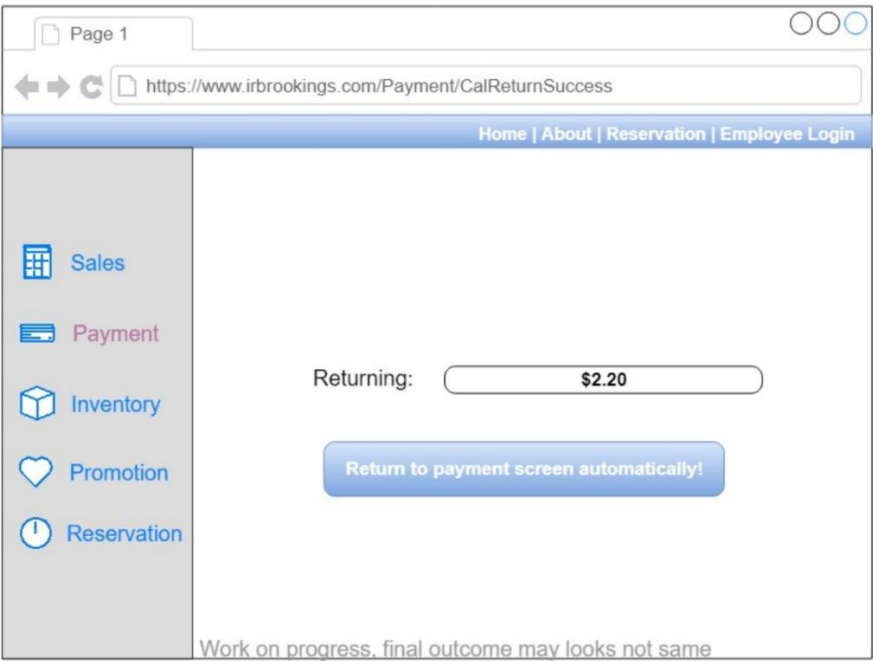 Page 1
https://www.irbrookings.com/Payment/CalReturnSuccess
Home | About | Reservation | Employee Login
Sales
Payment
Inventory
Promotion
Reservation
Returning: $2.20
Return to payment screen automatically!
Work on progress, final outcome may looks not same